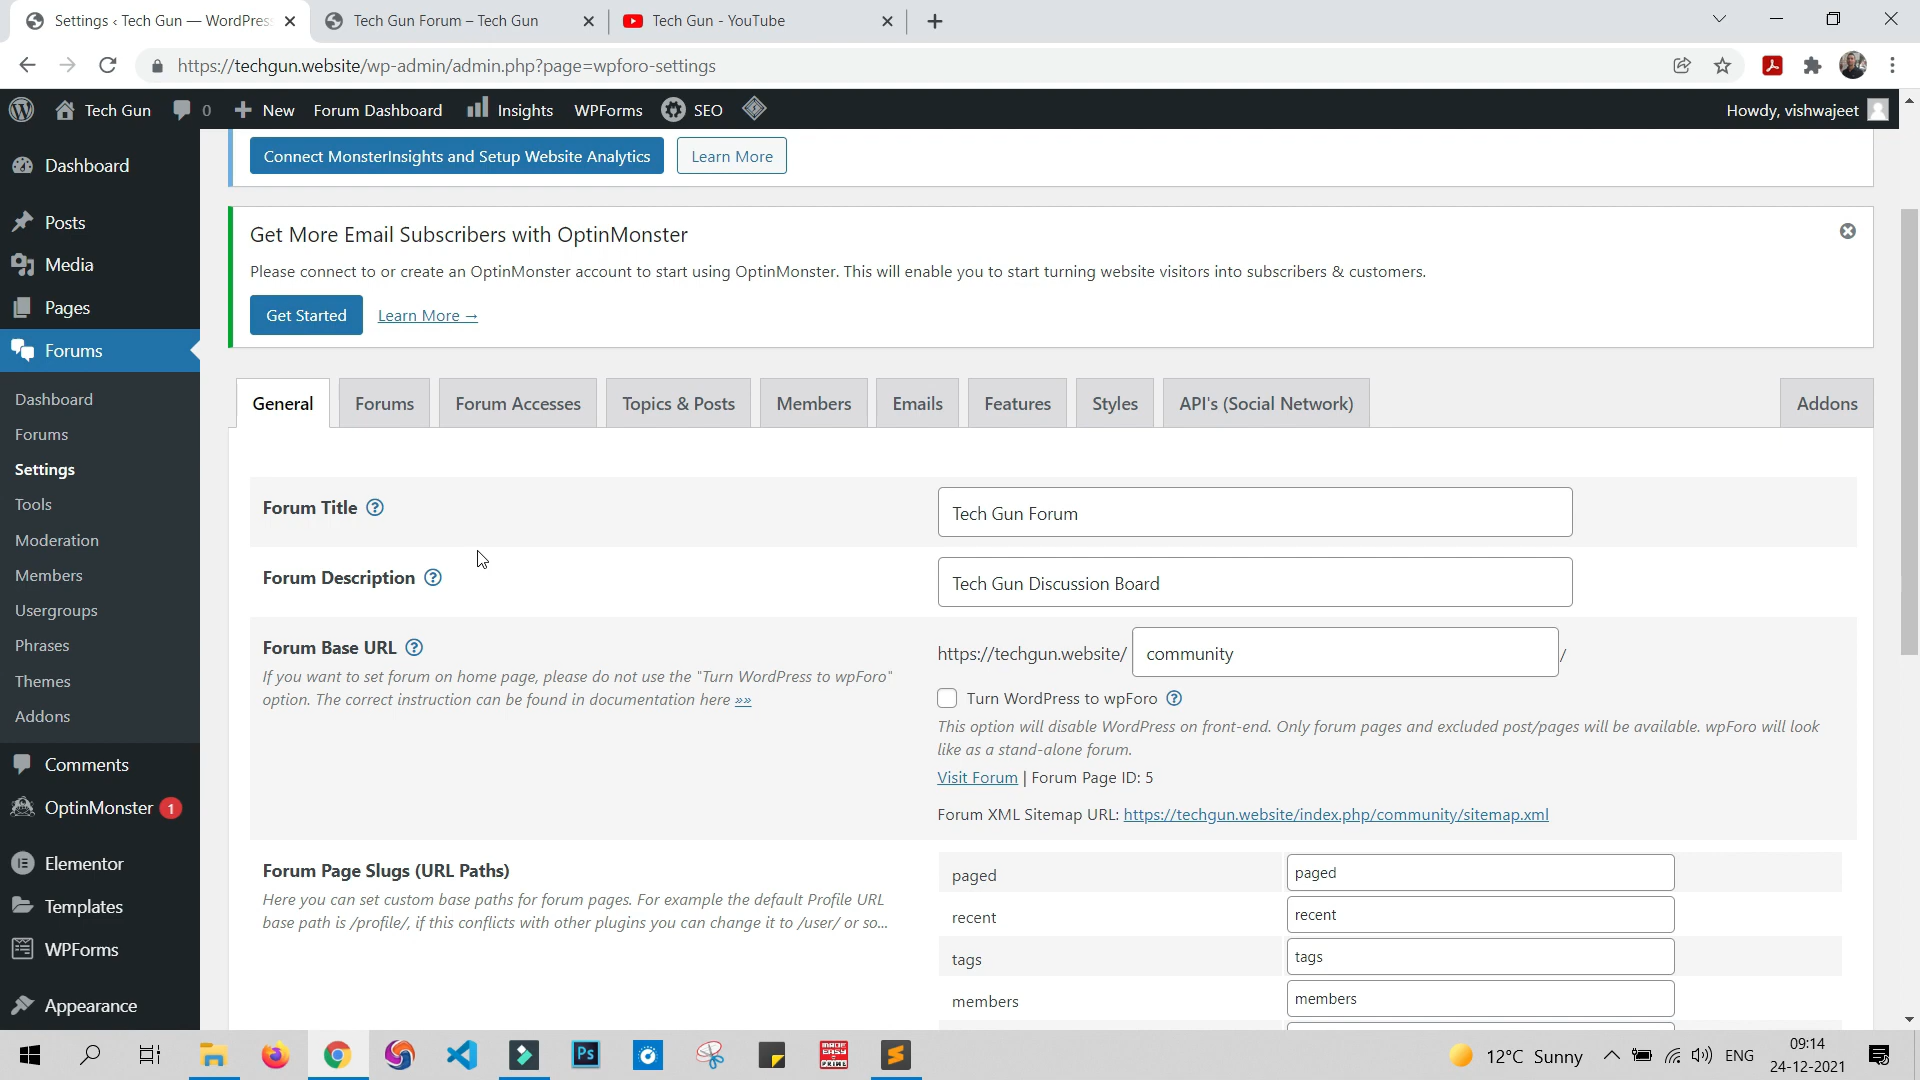 Settings ‹ Tech Gun — WordPres
Tech Gun Forum – Tech Gun
Tech Gun - YouTube
https://techgun.website/wp-admin/admin.php?page=wpforo-settings
Tech Gun
0
New
Forum Dashboard
Insights
WPForms
SEO
Howdy, vishwajeet
Dashboard
Posts
Media
Pages
Forums
Dashboard
Forums
Settings
Tools
Moderation
Members
Usergroups
Phrases
Themes
Addons
Comments
OptinMonster 1
Elementor
Templates
WPForms
Appearance
Connect MonsterInsights and Setup Website Analytics
Learn More
Get More Email Subscribers with OptinMonster
Please connect to or create an OptinMonster account to start using OptinMonster. This will enable you to start turning website visitors into subscribers & customers.
Get Started
Learn More →
General
Forums
Forum Accesses
Topics & Posts
Members
Emails
Features
Styles
API's (Social Network)
Addons
Forum Title ?
Tech Gun Forum
Forum Description ?
Tech Gun Discussion Board
Forum Base URL ?
If you want to set forum on home page, please do not use the "Turn WordPress to wpForo"
option. The correct instruction can be found in documentation here »»
https://techgun.website/ community /
Turn WordPress to wpForo ?
This option will disable WordPress on front-end. Only forum pages and excluded post/pages will be available. wpForo will look
like as a stand-alone forum.
Visit Forum | Forum Page ID: 5
Forum XML Sitemap URL: https://techgun.website/index.php/community/sitemap.xml
Forum Page Slugs (URL Paths)
Here you can set custom base paths for forum pages. For example the default Profile URL
base path is /profile/, if this conflicts with other plugins you can change it to /user/ or so...
paged paged
recent recent
tags tags
members members
Ps
MADE EASY PRIME
12°C Sunny
ENG
09:14
24-12-2021